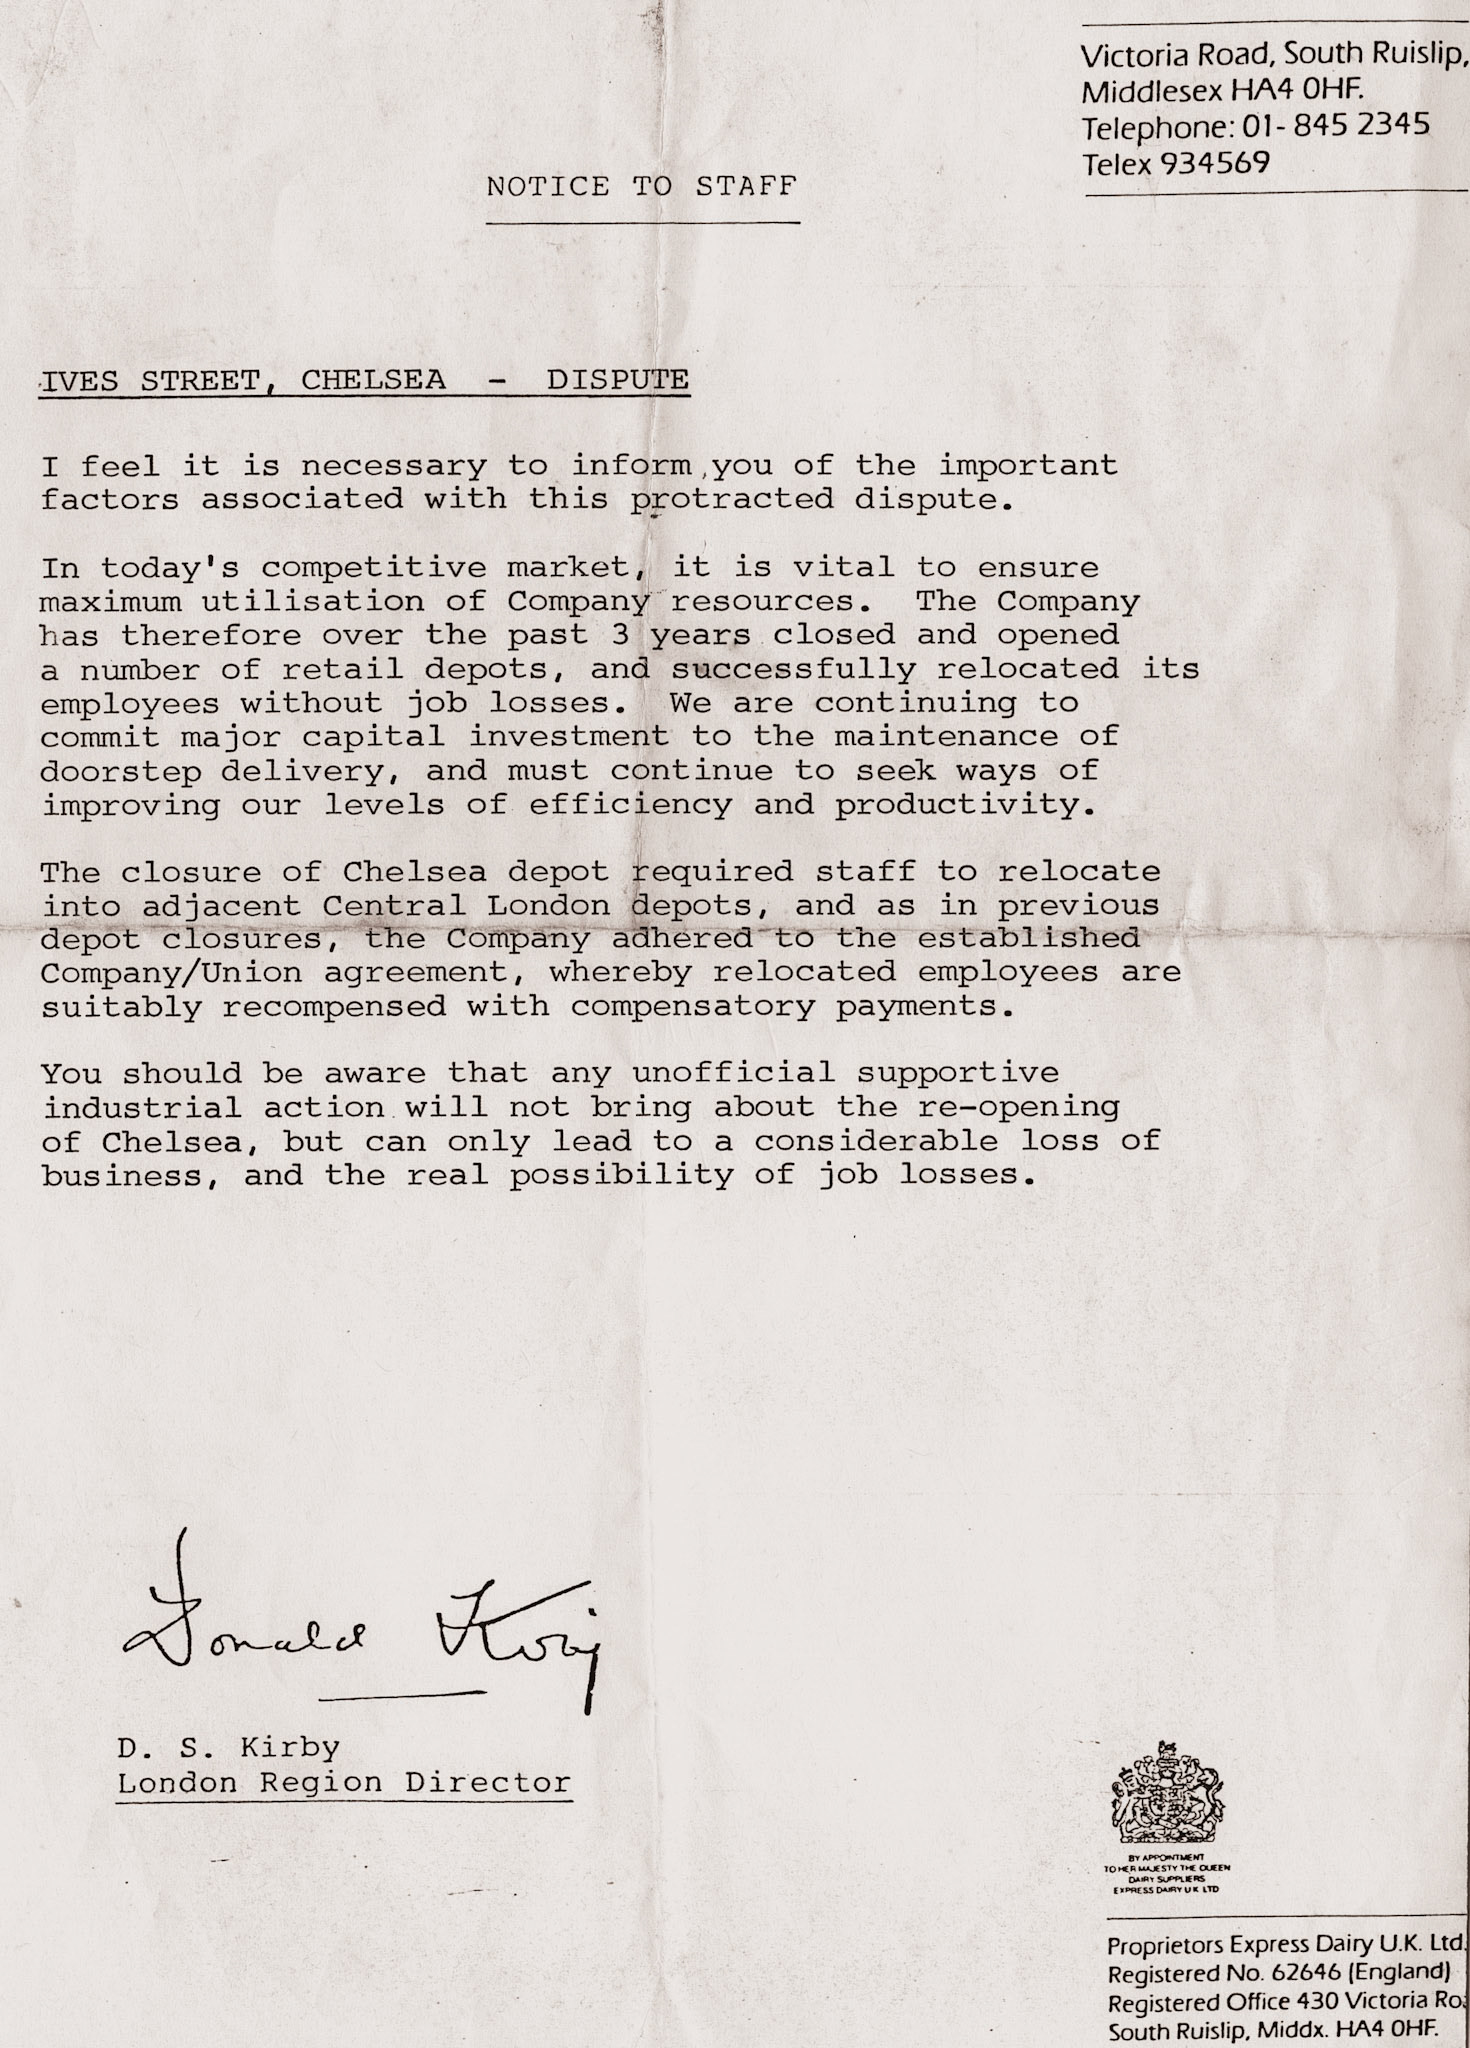 Victoria Road, South Ruislip,
Middlesex HA4 0HF.
Telephone: 01-845 2345
Telex 934569
NOTICE TO STAFF
IVES STREET, CHELSEA - DISPUTE
I feel it is necessary to inform you of the important
factors associated with this protracted dispute.
In today's competitive market, it is vital to ensure
maximum utilisation of Company resources. The Company
has therefore over the past 3 years closed and opened
a number of retail depots, and successfully relocated its
employees without job losses. We are continuing to
commit major capital investment to the maintenance of
doorstep delivery, and must continue to seek ways of
improving our levels of efficiency and productivity.
The closure of Chelsea depot required staff to relocate
into adjacent Central London depots, and as in previous
depot closures, the Company adhered to the established
Company/Union agreement, whereby relocated employees are
suitably recompensed with compensatory payments.
You should be aware that any unofficial supportive
industrial action will not bring about the re-opening
of Chelsea, but can only lead to a considerable loss of
business, and the real possibility of job losses.
Donald Kirby
D. S. Kirby
London Region Director
BY APPOINTMENT
TO HER MAJESTY THE QUEEN
DAIRY SUPPLIERS
EXPRESS DAIRY U K LTD
Proprietors Express Dairy U.K. Ltd.
Registered No. 62646 (England)
Registered Office 430 Victoria Ro
South Ruislip, Middx. HA4 0HF.